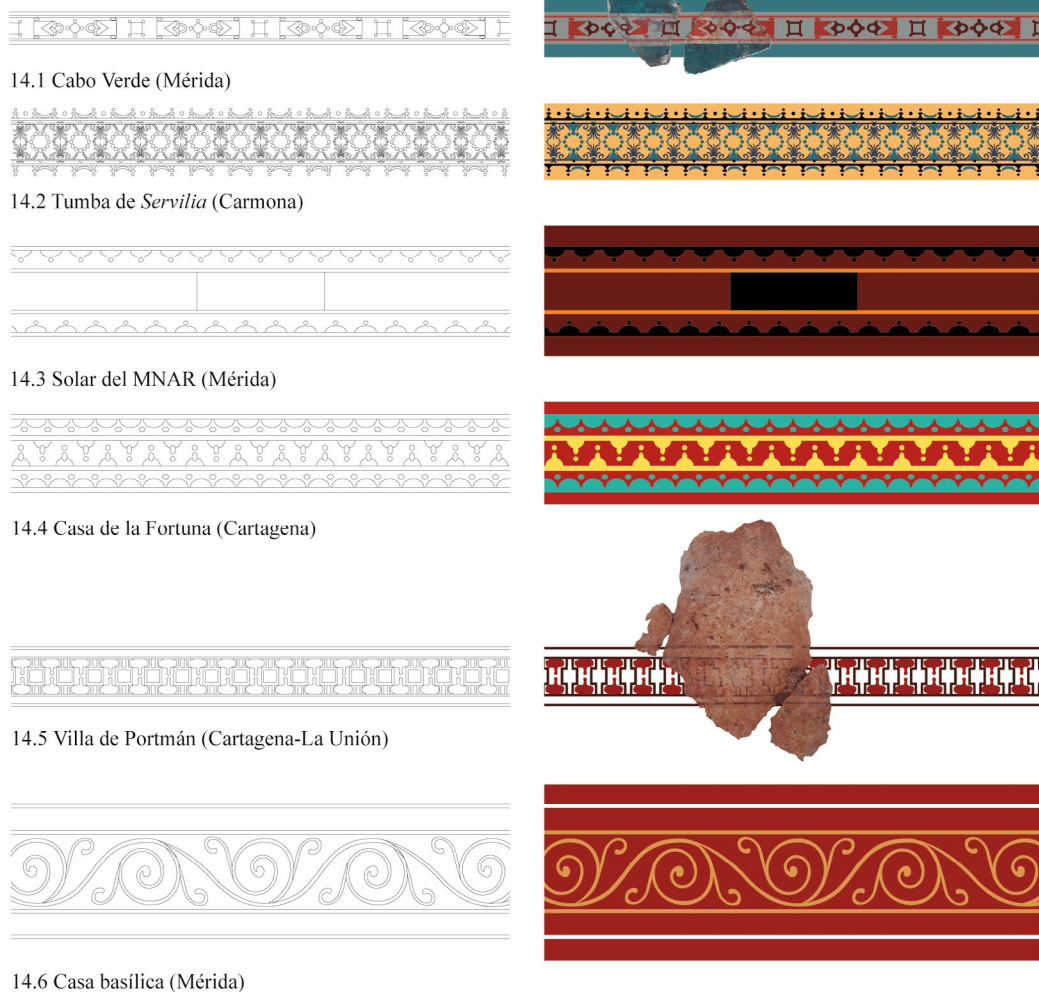 14.1 Cabo Verde (Mérida)
14.2 Tumba de Servilia (Carmona)
14.3 Solar del MNAR (Mérida)
14.4 Casa de la Fortuna (Cartagena)
14.5 Villa de Portmán (Cartagena-La Unión)
14.6 Casa basílica (Mérida)